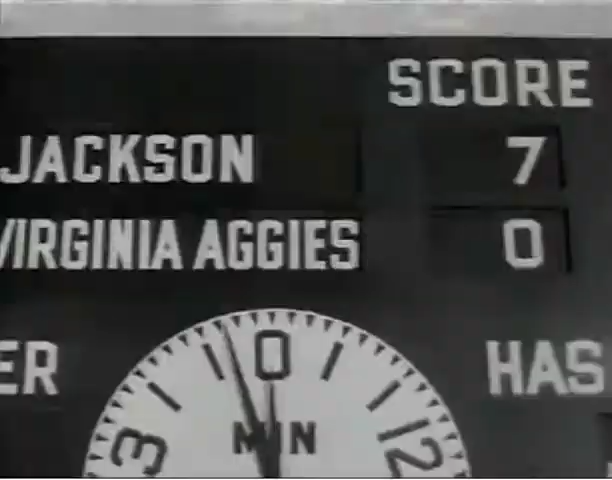 SCORE
JACKSON 7
VIRGINIA AGGIES 0
ER HAS
0
MIN
3 12